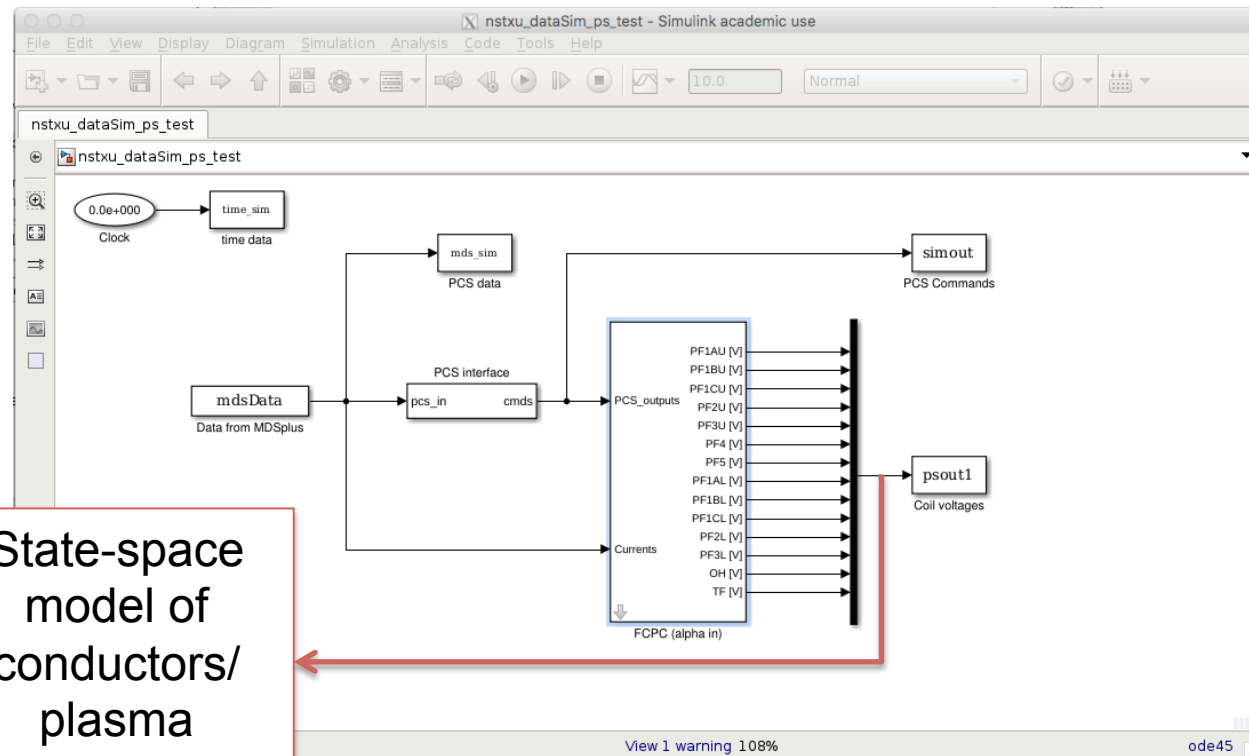 nstxu_dataSim_ps_test - Simulink academic use
File Edit View Display Diagram Simulation Analysis Code Tools Help
10.0 Normal
nstxu_dataSim_ps_test
nstxu_dataSim_ps_test
0.0e+000
Clock
time_sim
time data
mds_sim
PCS data
simout
PCS Commands
mdsData
Data from MDSplus
PCS interface
pcs_in cmds
PCS_outputs
Currents
PF1AU [V]
PF1BU [V]
PF1CU [V]
PF2U [V]
PF3U [V]
PF4 [V]
PF5 [V]
PF1AL [V]
PF1BL [V]
PF1CL [V]
PF2L [V]
PF3L [V]
OH [V]
TF [V]
FCPC (alpha in)
psout1
Coil voltages
State-space
model of
conductors/
plasma
View 1 warning 108%
ode45